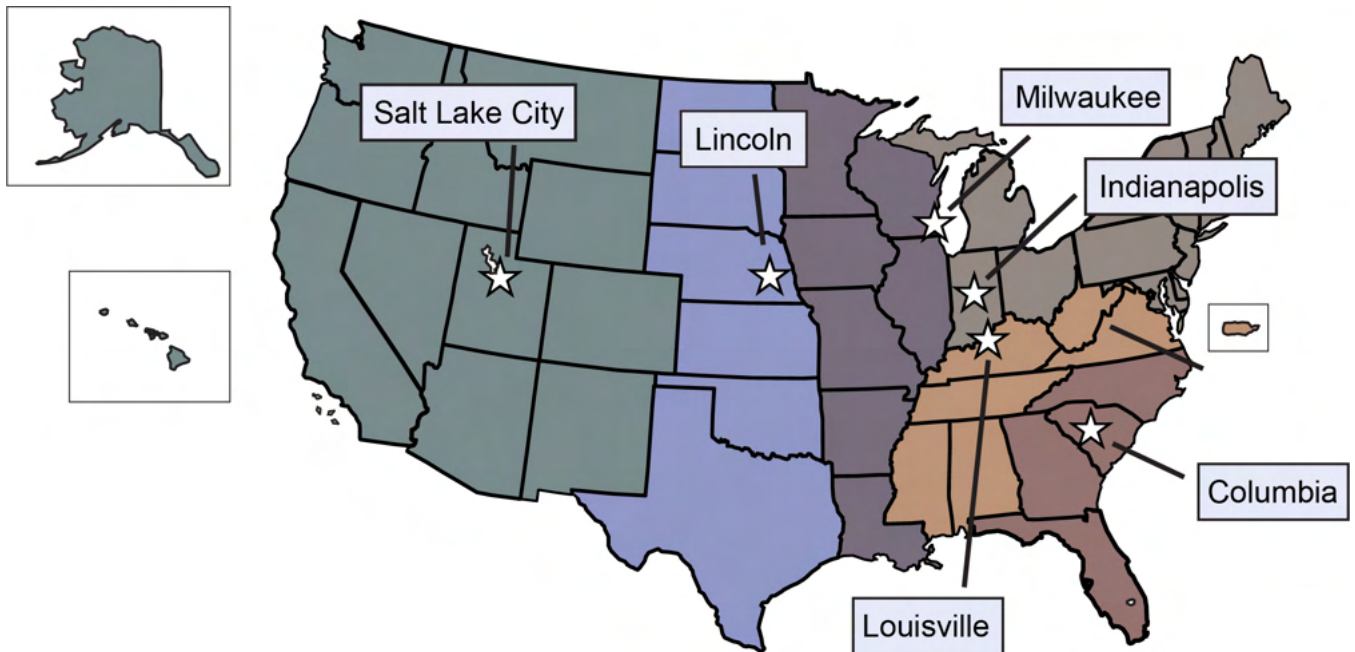 Milwaukee
Salt Lake City
Lincoln
Indianapolis
Columbia
Louisville